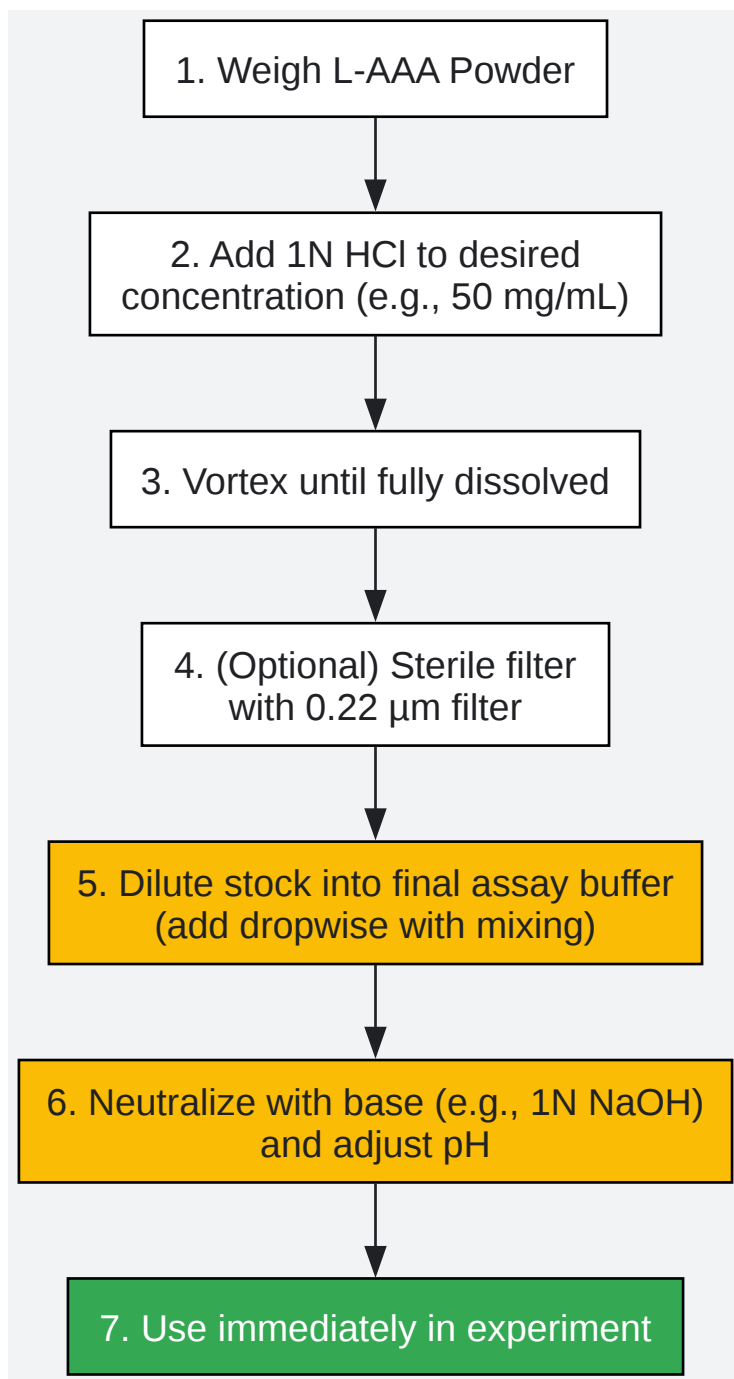 1. Weigh L-AAA Powder
2. Add 1N HCl to desired
concentration (e.g., 50 mg/mL)
3. Vortex until fully dissolved
4. (Optional) Sterile filter
with 0.22 µm filter
5. Dilute stock into final assay buffer
(add dropwise with mixing)
6. Neutralize with base (e.g., 1N NaOH)
and adjust pH
7. Use immediately in experiment